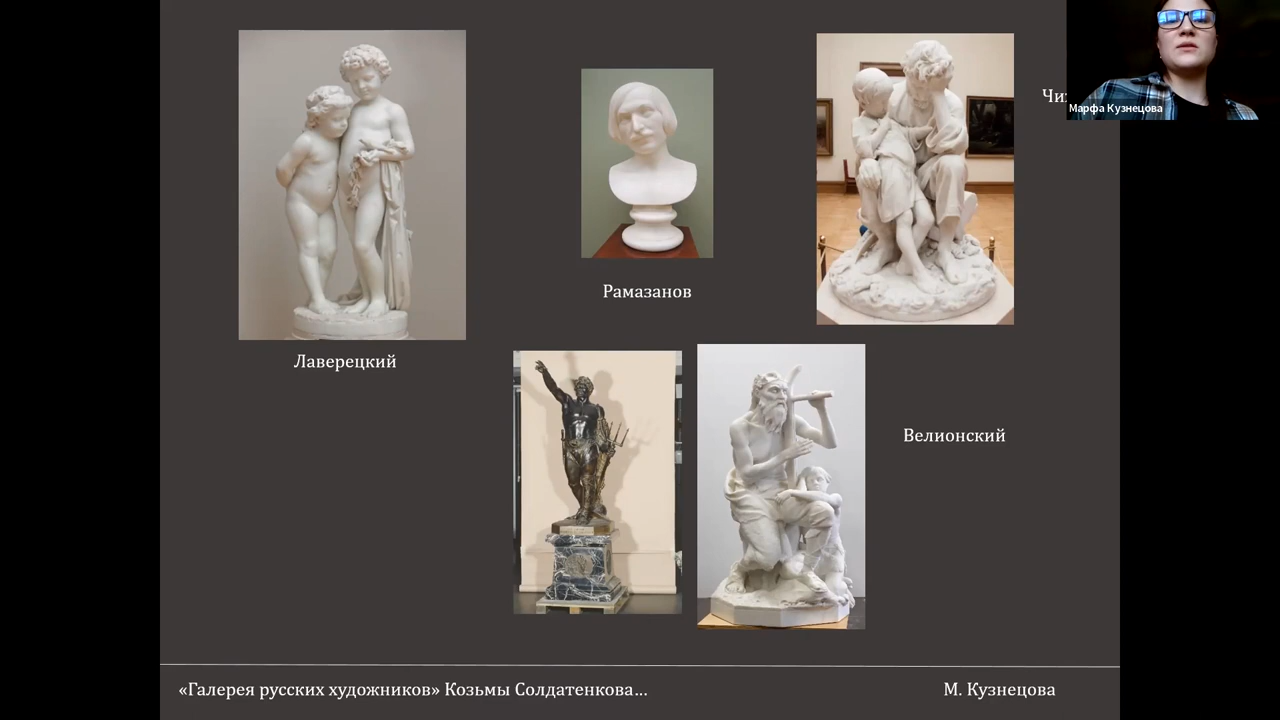 Марфа Кузнецова
Рамазанов
Лаверецкий
Велионский
«Галерея русских художников» Козьмы Солдатенкова...
М. Кузнецова